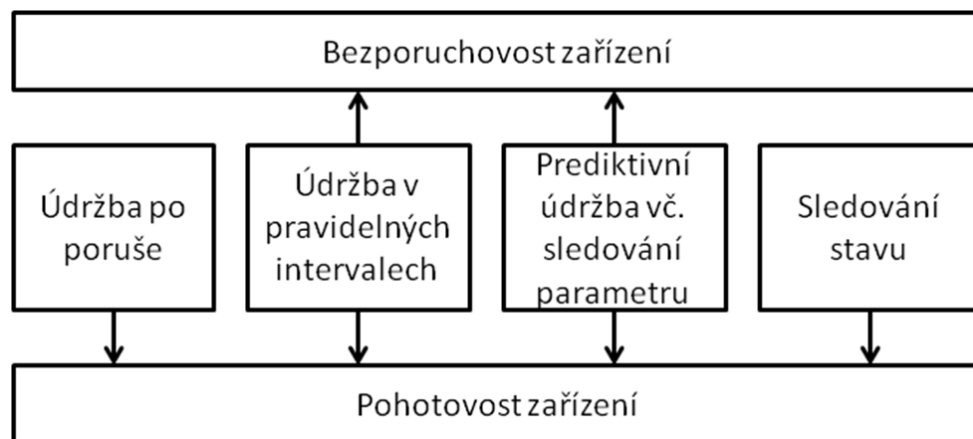 Bezporuchovost zařízení
Údržba po
poruše
Údržba v
pravidelných
intervalech
Prediktivní
údržba vč.
sledování
parametru
Sledování
stavu
Pohotovost zařízení